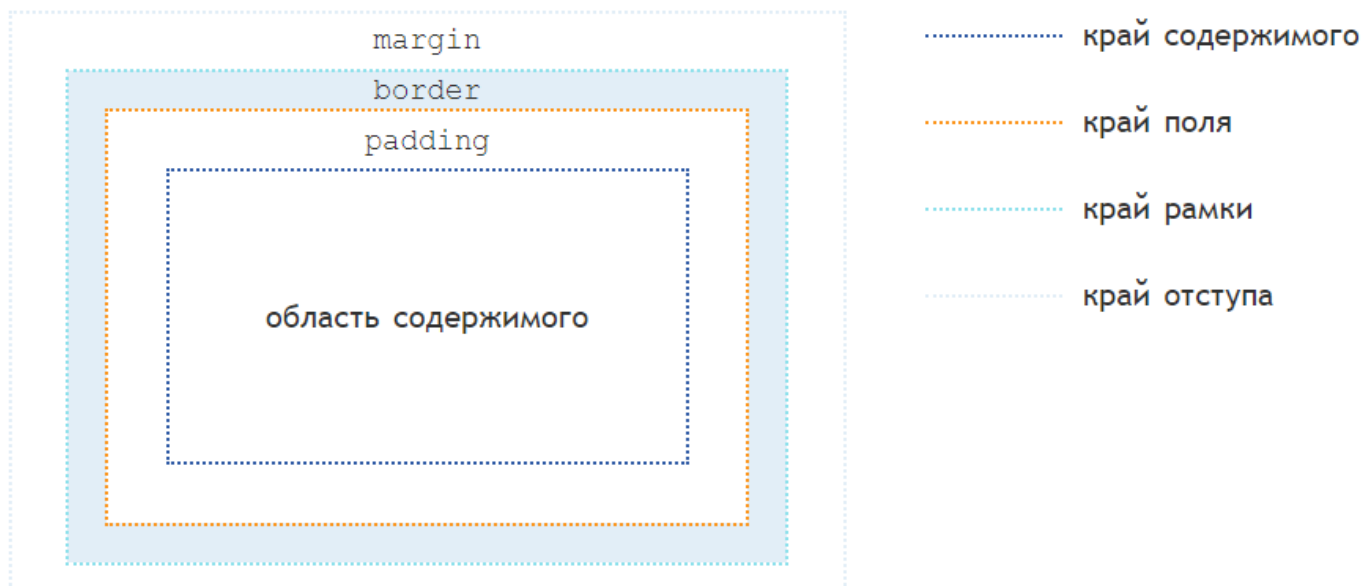 margin
border
padding
область содержимого
край содержимого
край поля
край рамки
край отступа